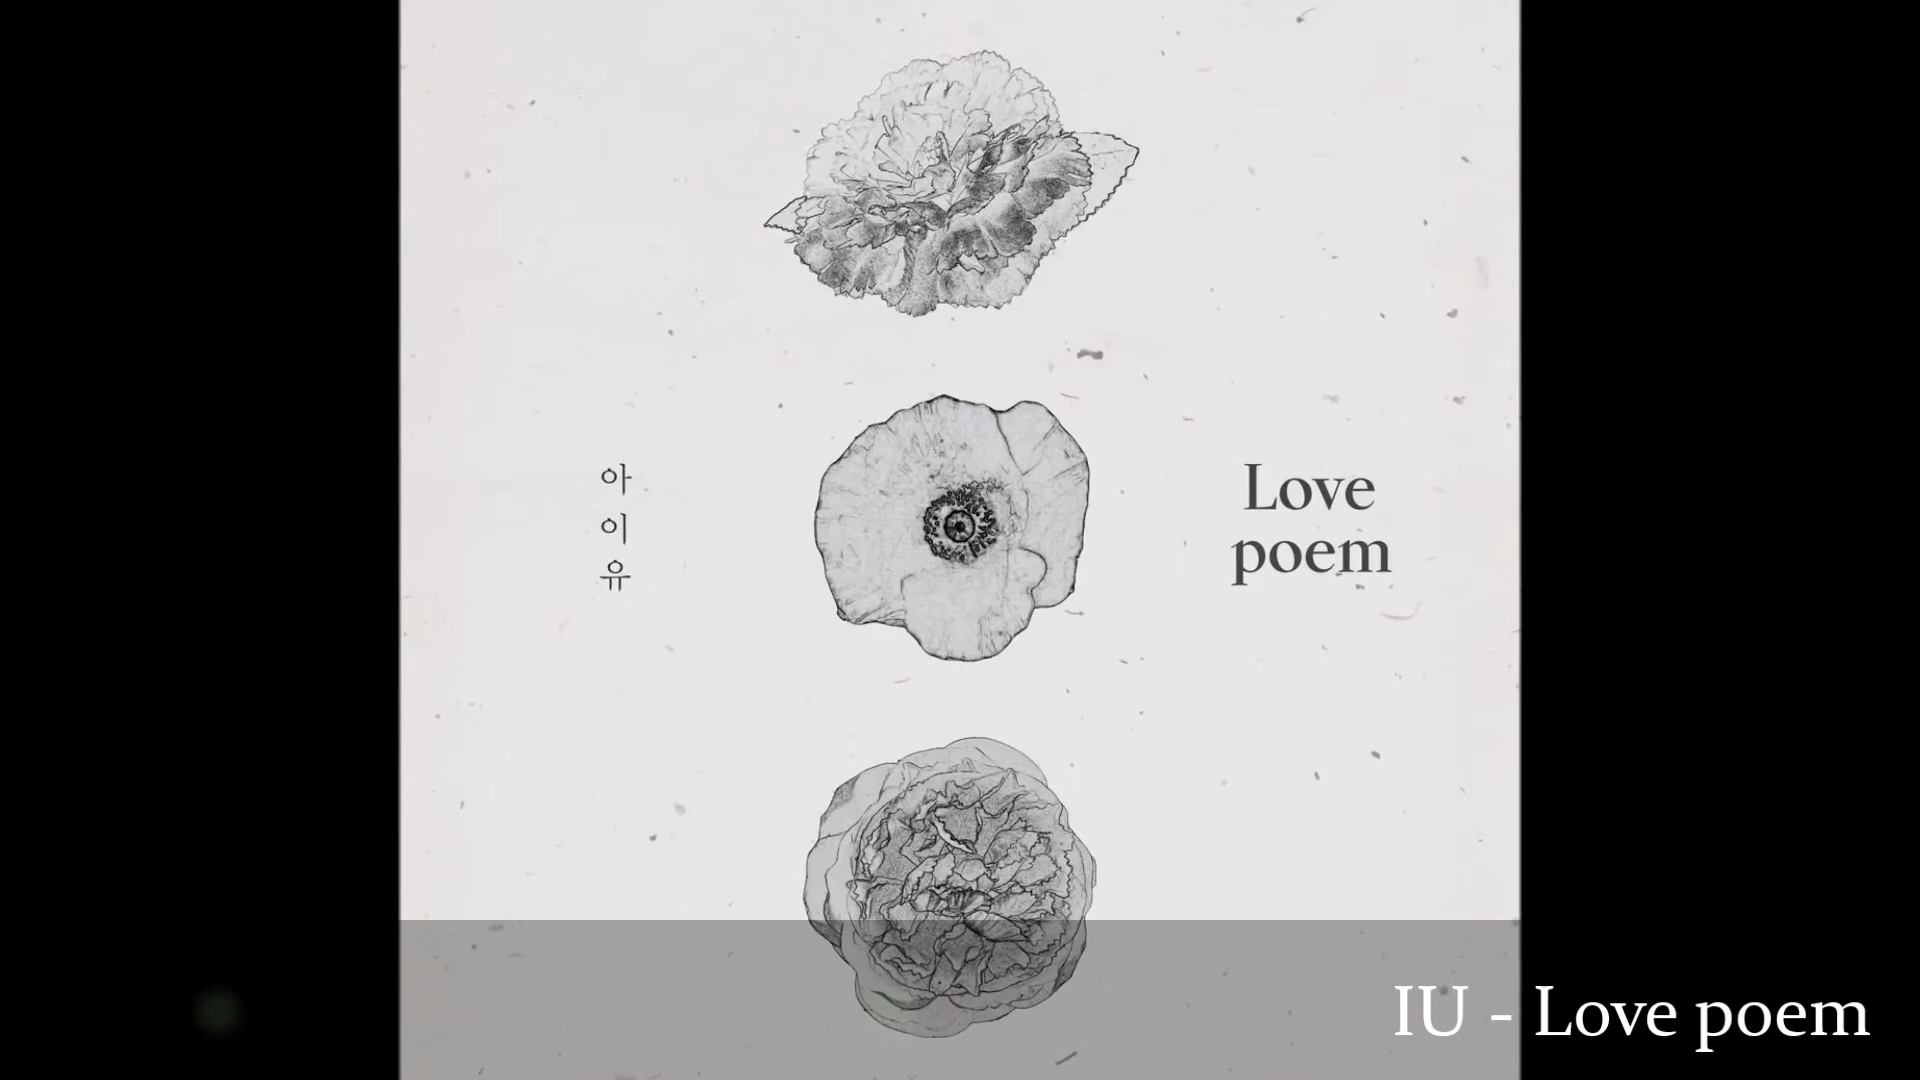 아
이
유
Love
poem
IU - Love poem